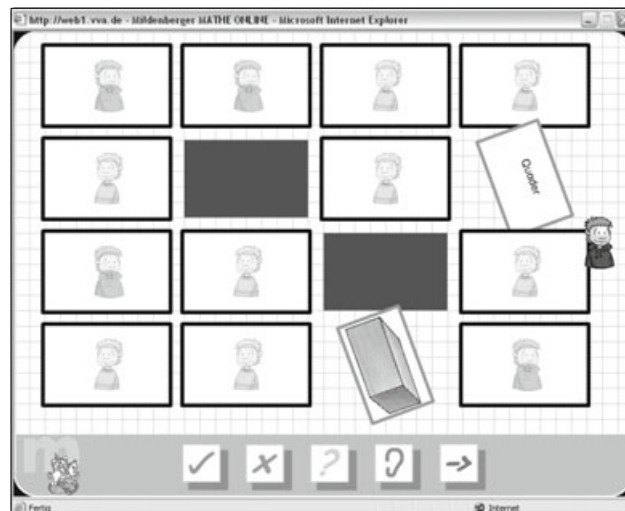 http://web1.vva.de - Mildenberger MATHE ONLINE - Microsoft Internet Explorer
Quader
m
Fertig
Internet